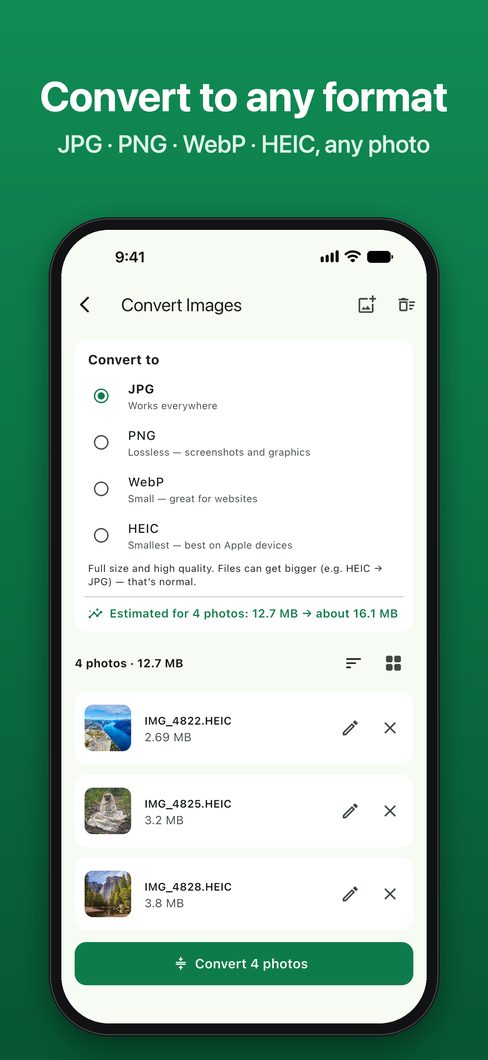 Convert to any format
JPG · PNG · WebP · HEIC, any photo
9:41
Convert Images
Convert to
JPG
Works everywhere
PNG
Lossless — screenshots and graphics
WebP
Small — great for websites
HEIC
Smallest — best on Apple devices
Full size and high quality. Files can get bigger (e.g. HEIC →
JPG) — that's normal.
Estimated for 4 photos: 12.7 MB → about 16.1 MB
4 photos · 12.7 MB
IMG_4822.HEIC
2.69 MB
IMG_4825.HEIC
3.2 MB
IMG_4828.HEIC
3.8 MB
Convert 4 photos